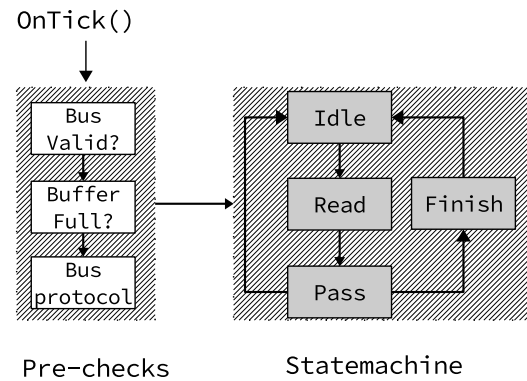 OnTick()
Bus
Valid?
Buffer
Full?
Bus
protocol
Idle
Read
Finish
Pass
Pre-checks
Statemachine